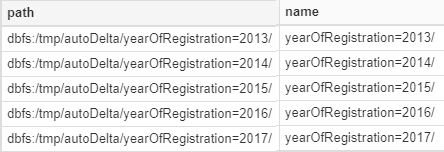 path name
dbfs:/tmp/autoDelta/yearOfRegistration=2013/ yearOfRegistration=2013/
dbfs:/tmp/autoDelta/yearOfRegistration=2014/ yearOfRegistration=2014/
dbfs:/tmp/autoDelta/yearOfRegistration=2015/ yearOfRegistration=2015/
dbfs:/tmp/autoDelta/yearOfRegistration=2016/ yearOfRegistration=2016/
dbfs:/tmp/autoDelta/yearOfRegistration=2017/ yearOfRegistration=2017/